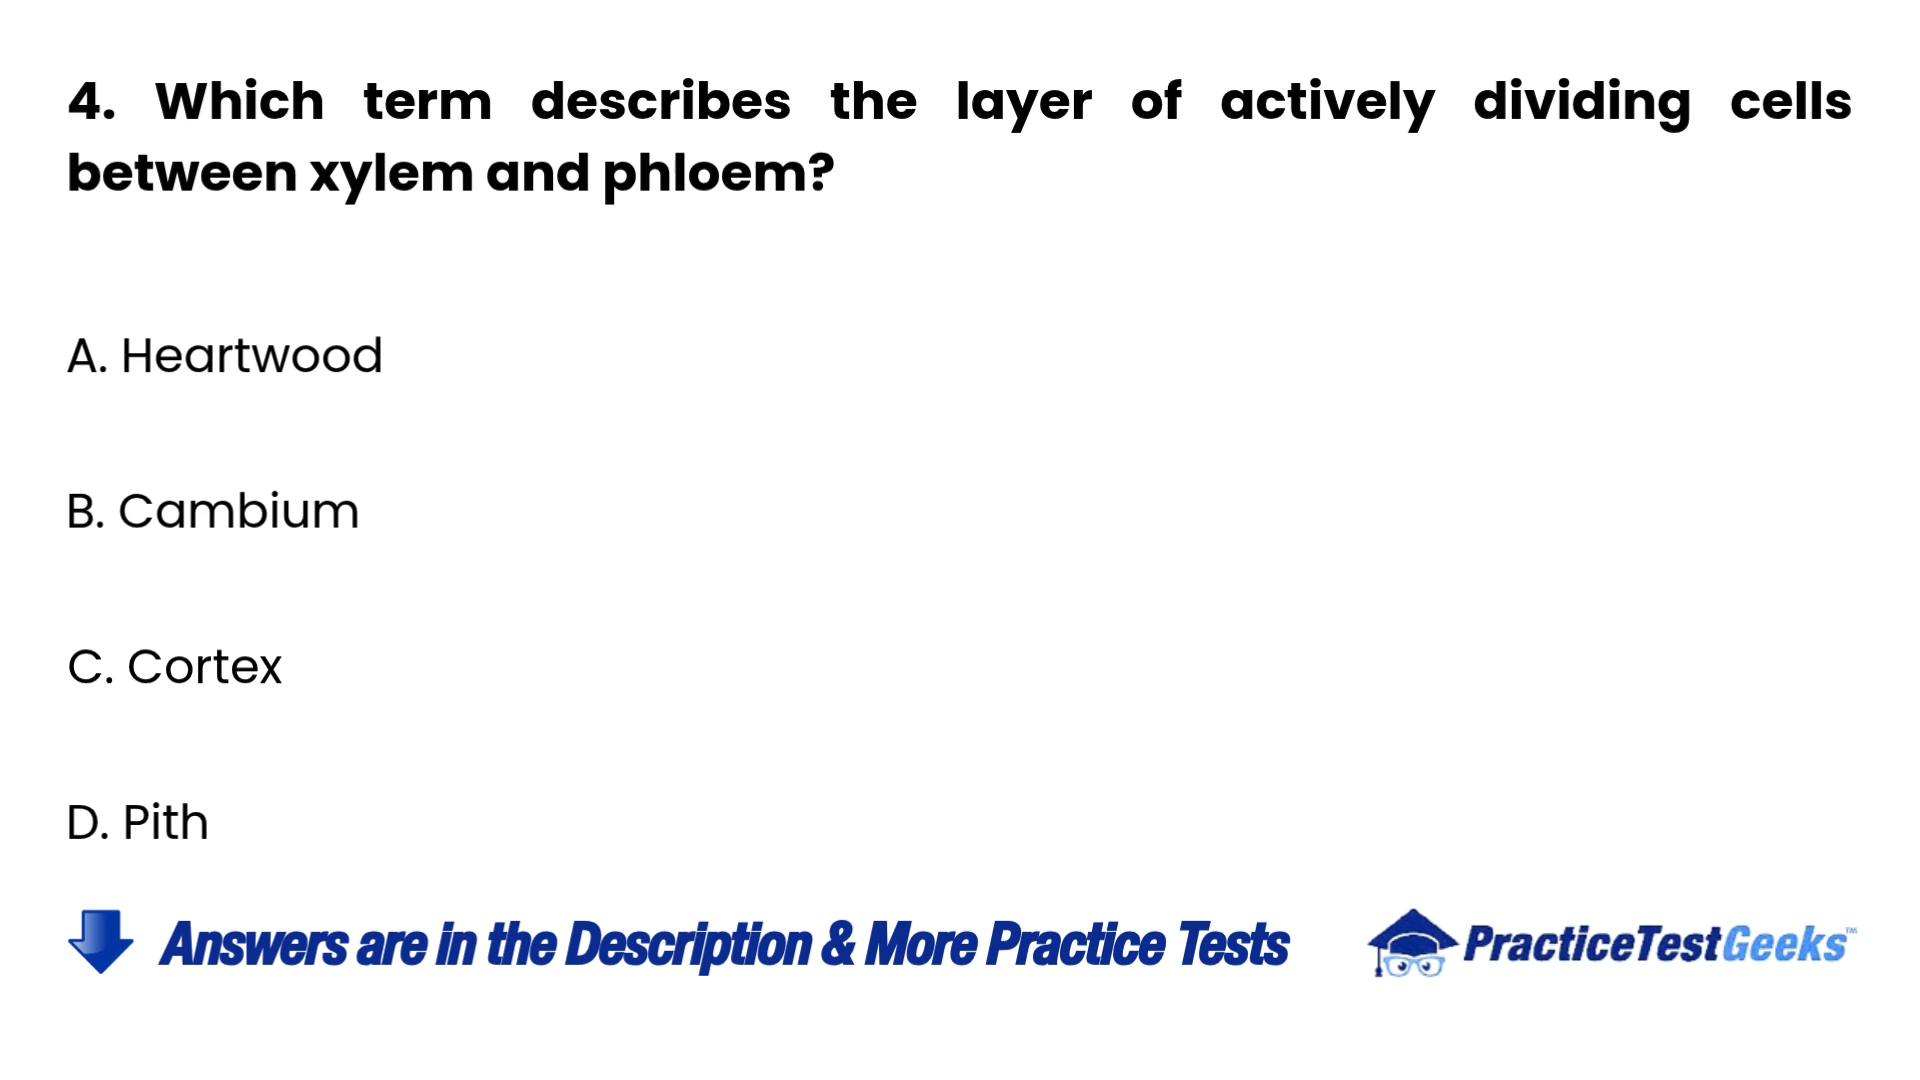 4. Which term describes the layer of actively dividing cells
between xylem and phloem?
A. Heartwood
B. Cambium
C. Cortex
D. Pith
Answers are in the Description & More Practice Tests
PracticeTestGeeks™